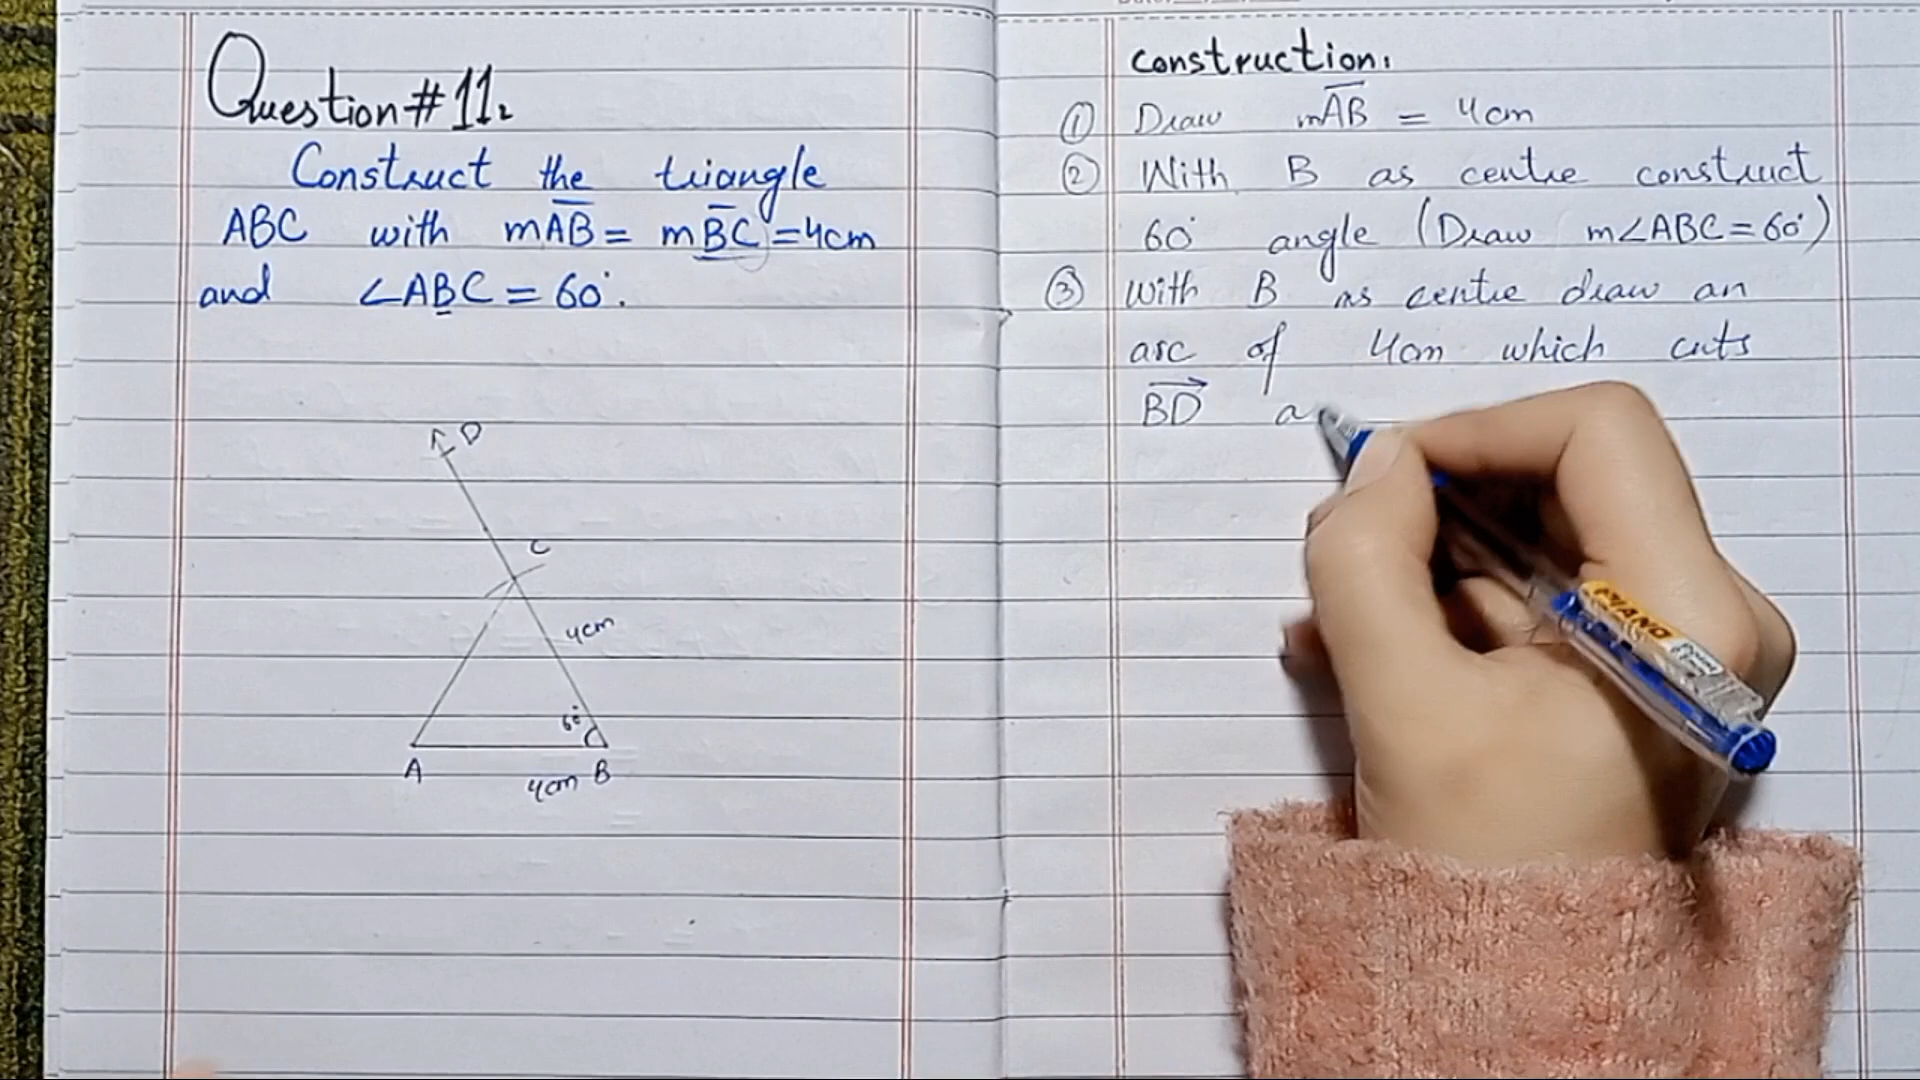 Question #11.
Construct the triangle
ABC with mAB = mBC = 4cm
and ∠ABC = 60°.
D
C
4cm
60°
A
4cm B
Construction:
① Draw mAB = 4cm
② With B as centre construct
60° angle (Draw m∠ABC = 60°)
③ With B as centre draw an
arc of 4cm which cuts
BD a
PIANO